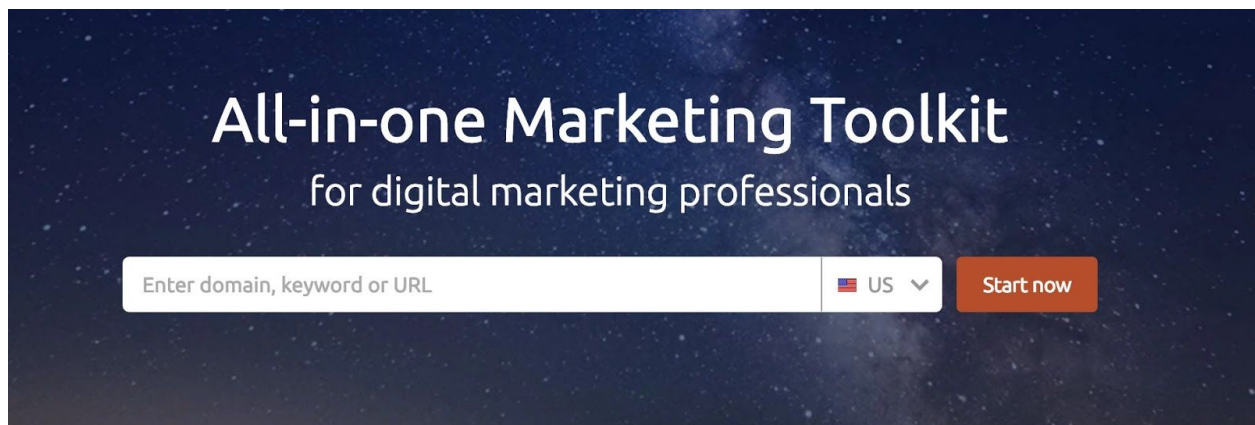 All-in-one Marketing Toolkit
for digital marketing professionals
Enter domain, keyword or URL US Start now